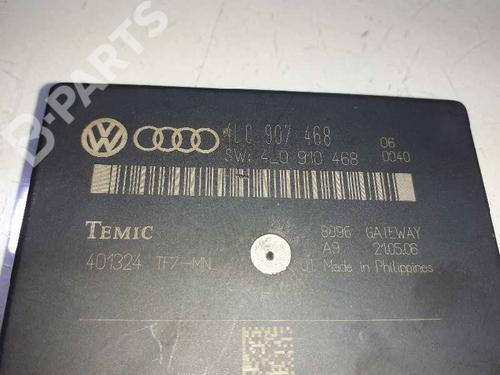 B-PARTS
4L0 907 468
06
SW: 4L0 910 468
0040
TEMIC
8096 GATEWAY
A9 21.05.06
401324 TF7-MN
01 Made in Philippines